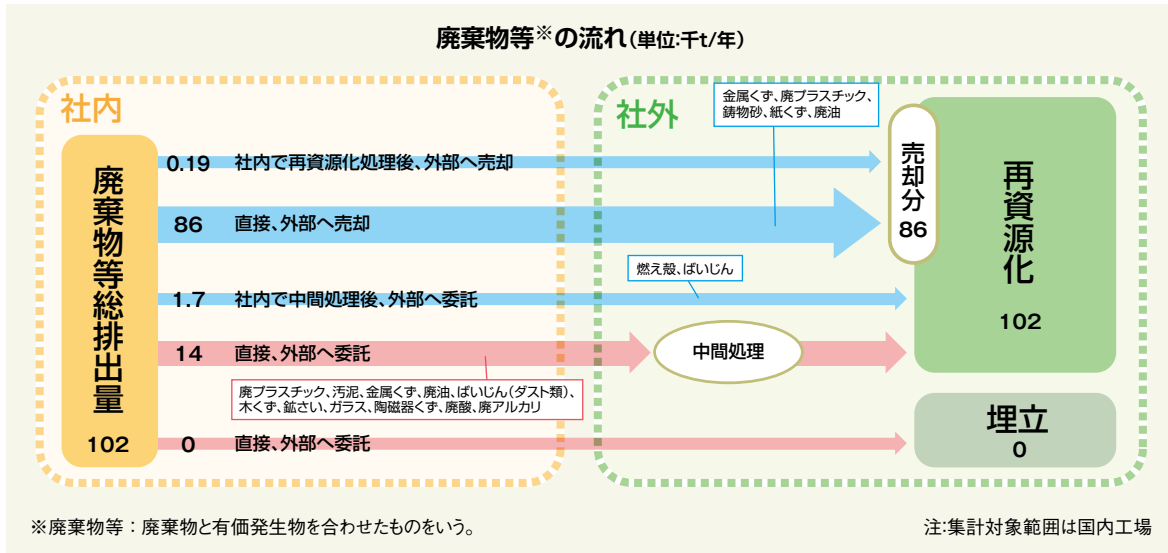 廃棄物等※の流れ(単位:千t/年)
社内
社外
金属くず、廃プラスチック、
鋳物砂、紙くず、廃油
廃棄物等総排出量
102
0.19 社内で再資源化処理後、外部へ売却
86 直接、外部へ売却
売却分
86
再資源化
102
燃え殻、ばいじん
1.7 社内で中間処理後、外部へ委託
14 直接、外部へ委託
中間処理
廃プラスチック、汚泥、金属くず、廃油、ばいじん(ダスト類)、
木くず、鉱さい、ガラス、陶磁器くず、廃酸、廃アルカリ
0 直接、外部へ委託
埋立
0
※廃棄物等：廃棄物と有価発生物を合わせたものをいう。
注:集計対象範囲は国内工場